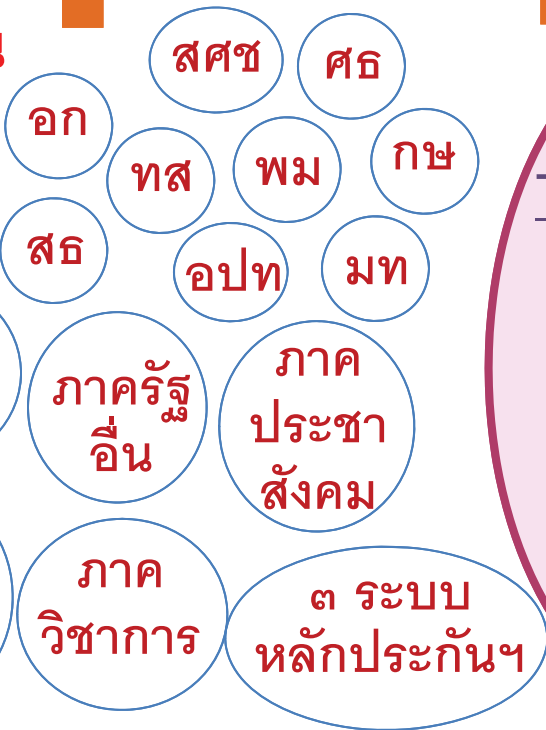 สศช
ศธ
อก
ทส
พม
กษ
สธ
อปท
มท
ภาครัฐ
อื่น
ภาค
ประชา
สังคม
ภาค
วิชาการ
๓ ระบบ
หลักประกันฯ